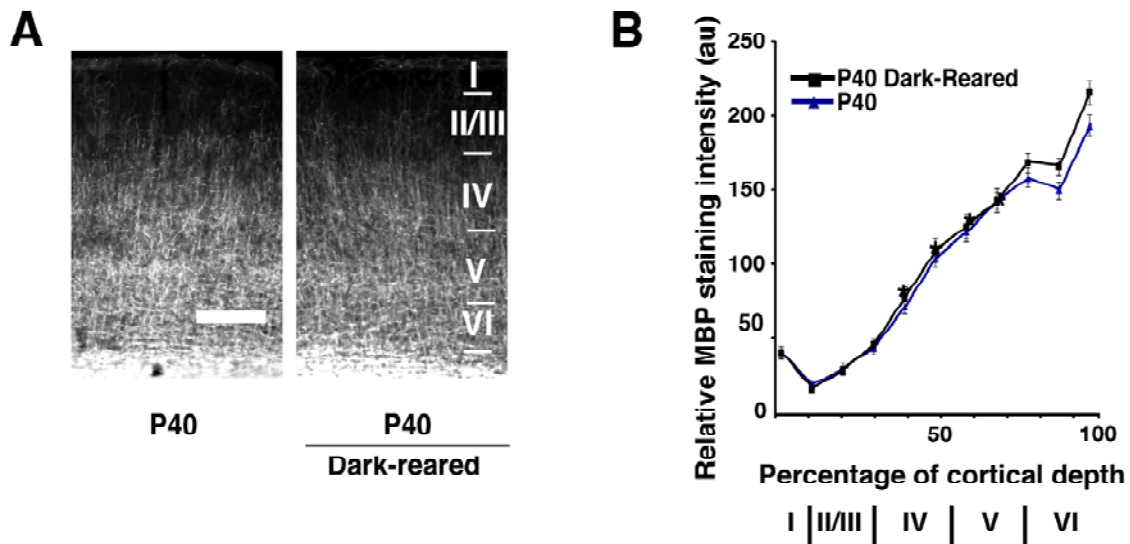 A
I
II/III
IV
V
VI
P40
P40
Dark-reared
B
Relative MBP staining intensity (au)
250
200
150
100
50
0
P40 Dark-Reared
P40
50
100
Percentage of cortical depth
I II/III IV V VI